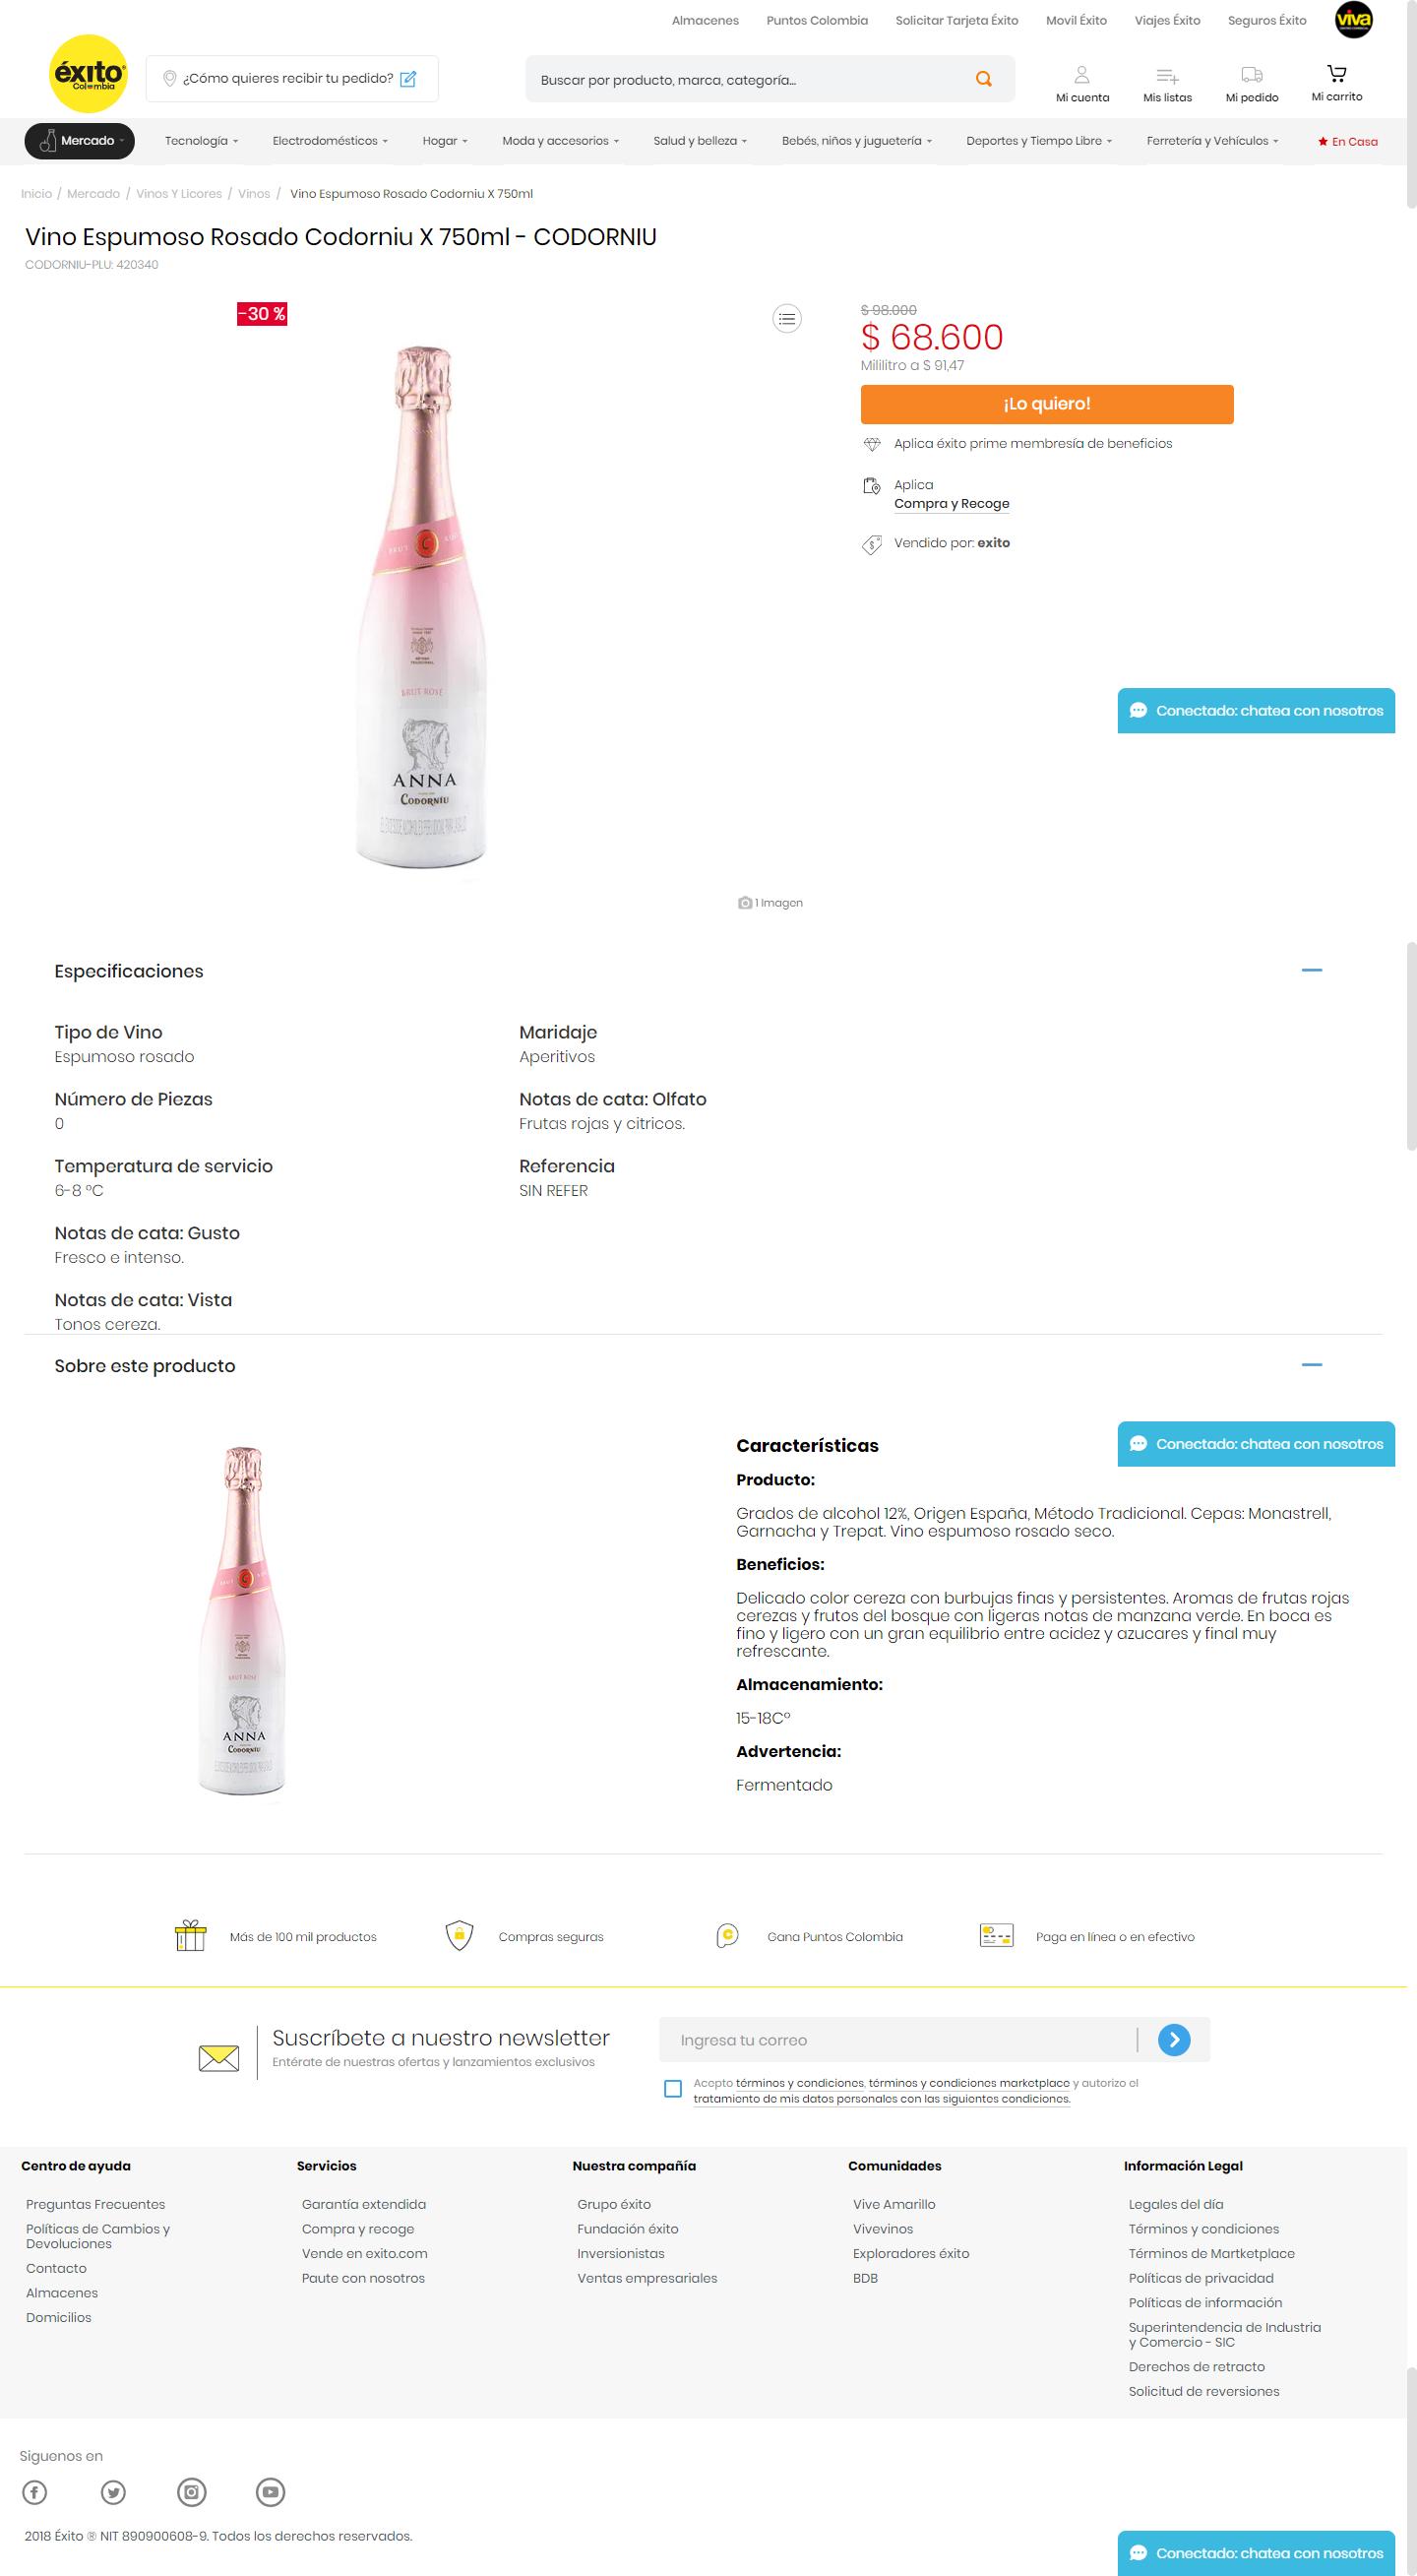 Almacenes Puntos Colombia Solicitar Tarjeta Éxito Movil Éxito Viajes Éxito Seguros Éxito viva
éxito
Colombia
¿Cómo quieres recibir tu pedido?
Buscar por producto, marca, categoría...
Mi cuenta Mis listas Mi pedido Mi carrito
Mercado Tecnología Electrodomésticos Hogar Moda y accesorios Salud y belleza Bebés, niños y juguetería Deportes y Tiempo Libre Ferretería y Vehículos En Casa
Inicio / Mercado / Vinos Y Licores / Vinos / Vino Espumoso Rosado Codorniu X 750ml
Vino Espumoso Rosado Codorniu X 750ml - CODORNIU
CODORNIU-PLU: 420340
-30 %
BRUT
BRUT ROSÉ
ANNA
CODORNÍU
1 Imagen
$ 98.000
$ 68.600
Mililitro a $ 91,47
¡Lo quiero!
Aplica éxito prime membresía de beneficios
Aplica
Compra y Recoge
Vendido por: exito
Conectado: chatea con nosotros
Especificaciones
Tipo de Vino
Espumoso rosado
Número de Piezas
0
Temperatura de servicio
6-8 °C
Notas de cata: Gusto
Fresco e intenso.
Notas de cata: Vista
Tonos cereza.
Maridaje
Aperitivos
Notas de cata: Olfato
Frutas rojas y citricos.
Referencia
SIN REFER
Sobre este producto
BRUT ROSÉ
ANNA
CODORNÍU
Conectado: chatea con nosotros
Características
Producto:
Grados de alcohol 12%, Origen España, Método Tradicional. Cepas: Monastrell,
Garnacha y Trepat. Vino espumoso rosado seco.
Beneficios:
Delicado color cereza con burbujas finas y persistentes. Aromas de frutas rojas
cerezas y frutos del bosque con ligeras notas de manzana verde. En boca es
fino y ligero con un gran equilibrio entre acidez y azucares y final muy
refrescante.
Almacenamiento:
15-18C°
Advertencia:
Fermentado
Más de 100 mil productos Compras seguras Gana Puntos Colombia Paga en línea o en efectivo
Suscríbete a nuestro newsletter
Entérate de nuestras ofertas y lanzamientos exclusivos
Ingresa tu correo
Acepto términos y condiciones, términos y condiciones marketplace y autorizo el
tratamiento de mis datos personales con las siguientes condiciones.
Centro de ayuda
Preguntas Frecuentes
Políticas de Cambios y
Devoluciones
Contacto
Almacenes
Domicilios
Servicios
Garantía extendida
Compra y recoge
Vende en exito.com
Paute con nosotros
Nuestra compañía
Grupo éxito
Fundación éxito
Inversionistas
Ventas empresariales
Comunidades
Vive Amarillo
Vivevinos
Exploradores éxito
BDB
Información Legal
Legales del día
Términos y condiciones
Términos de Martketplace
Políticas de privacidad
Políticas de información
Superintendencia de Industria
y Comercio - SIC
Derechos de retracto
Solicitud de reversiones
Siguenos en
2018 Éxito ® NIT 890900608-9. Todos los derechos reservados.
Conectado: chatea con nosotros